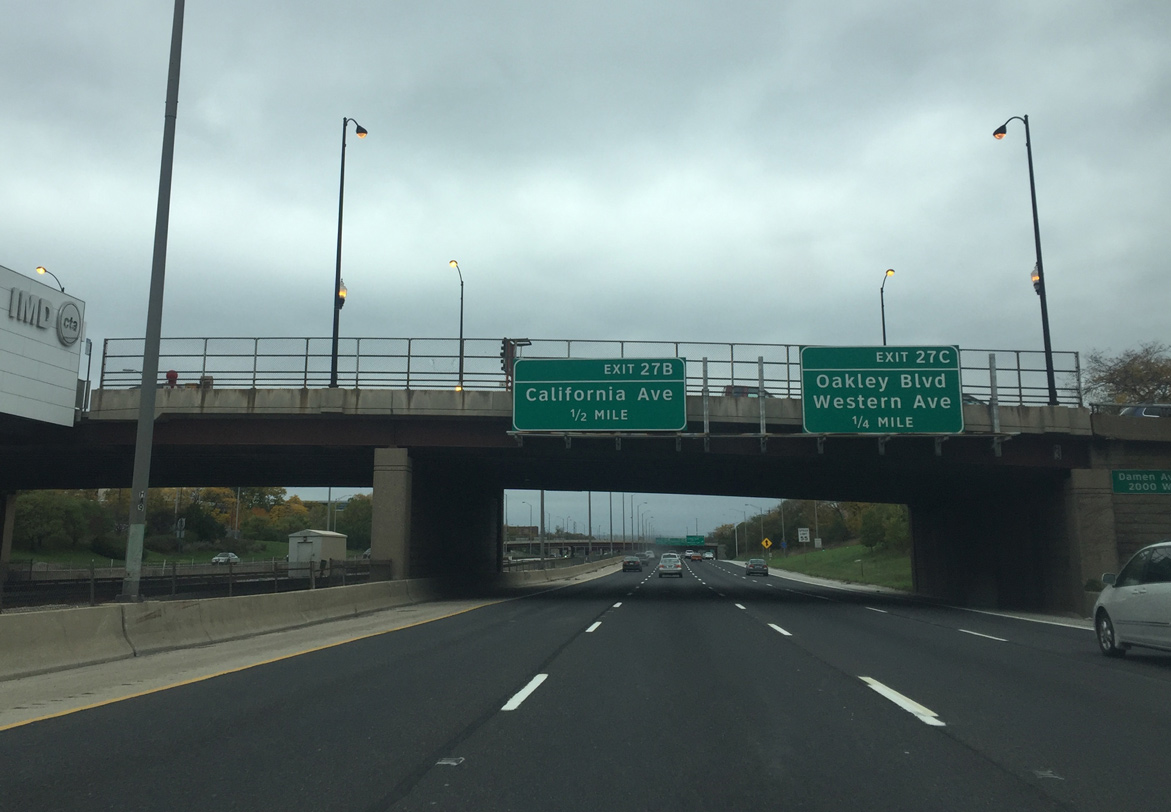 IMD cta
EXIT 27B
California Ave
1/2 MILE
EXIT 27C
Oakley Blvd
Western Ave
1/4 MILE
Damen A
2000 W
55